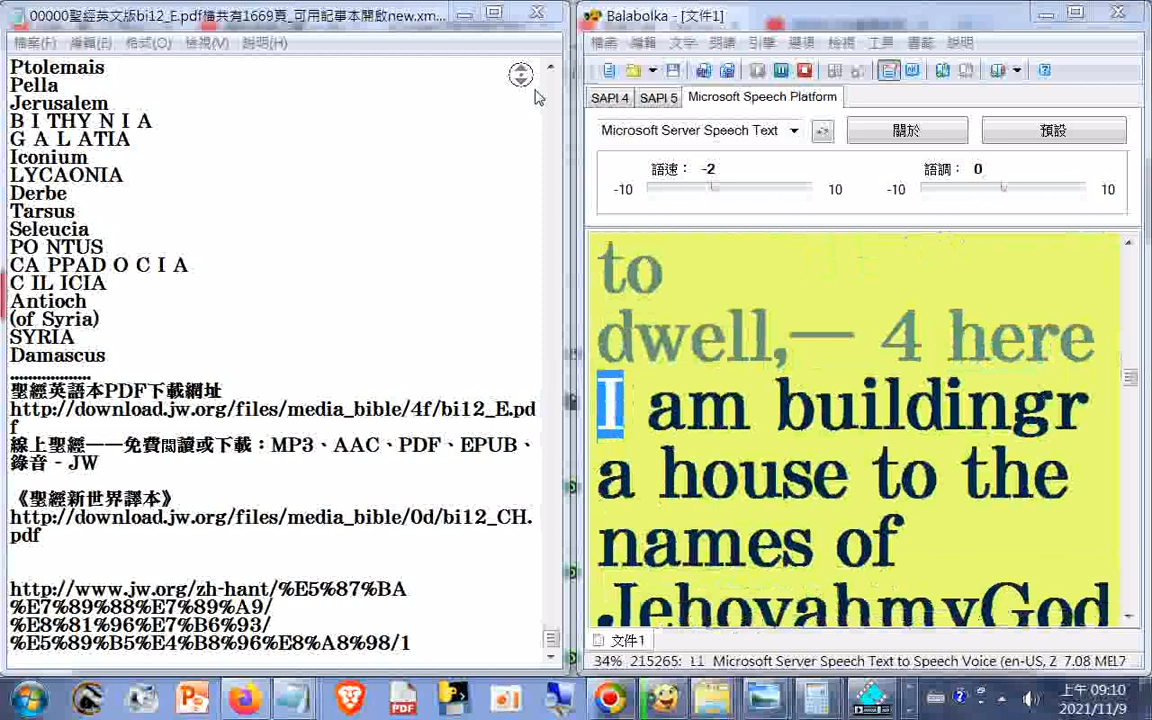 00000聖經英文版bi12_E.pdf檔共有1669頁_可用記事本開啟new.xm...
檔案(F) 編輯(E) 格式(O) 檢視(V) 說明(H)
Ptolemais
Pella
Jerusalem
B I THY N I A
G A L ATIA
Iconium
LYCAONIA
Derbe
Tarsus
Seleucia
PO NTUS
CA PPAD O C I A
C IL ICIA
Antioch
(of Syria)
SYRIA
Damascus
..................
聖經英語本PDF下載網址
http://download.jw.org/files/media_bible/4f/bi12_E.pd
f
線上聖經——免費閱讀或下載：MP3、AAC、PDF、EPUB、
錄音 - JW
《聖經新世界譯本》
http://download.jw.org/files/media_bible/0d/bi12_CH.
pdf
http://www.jw.org/zh-hant/%E5%87%BA
%E7%89%88%E7%89%A9/
%E8%81%96%E7%B6%93/
%E5%89%B5%E4%B8%96%E8%A8%98/1
Balabolka - [文件1]
檔案 編輯 文字 閱讀 引擎 選項 檢視 工具 書籤 說明
SAPI 4 SAPI 5 Microsoft Speech Platform
Microsoft Server Speech Text 關於 預設
語速： -2 語調： 0
-10 10 -10 10
to
dwell,— 4 here
I am buildingr
a house to the
names of
JehovahmyGod
文件1
34% 215265: 11 Microsoft Server Speech Text to Speech Voice (en-US, Z 7.08 ME17
PDF
上午 09:10
2021/11/9